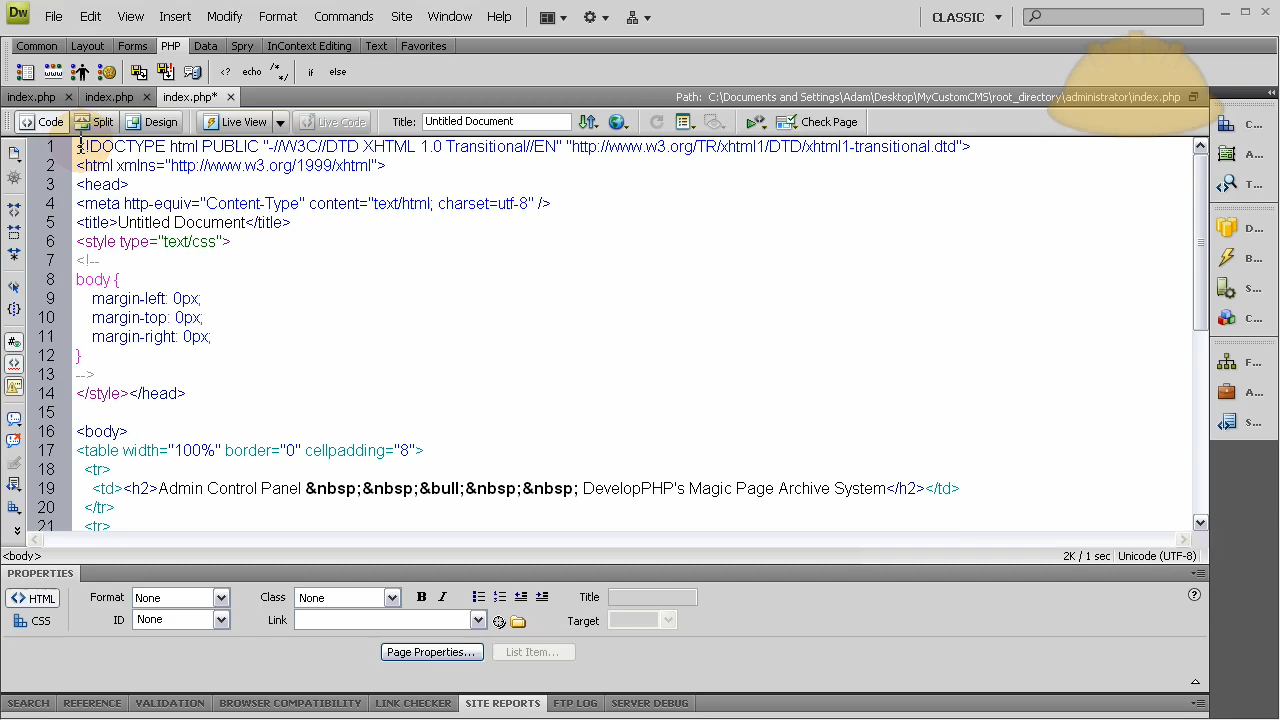 Dw File Edit View Insert Modify Format Commands Site Window Help CLASSIC
Common Layout Forms PHP Data Spry InContext Editing Text Favorites
echo if else
index.php index.php index.php* Path: C:\Documents and Settings\Adam\Desktop\MyCustomCMS\root_directory\administrator\index.php
Code Split Design Live View Live Code Title: Untitled Document Check Page
1 <!DOCTYPE html PUBLIC "-//W3C//DTD XHTML 1.0 Transitional//EN" "http://www.w3.org/TR/xhtml1/DTD/xhtml1-transitional.dtd">
2 <html xmlns="http://www.w3.org/1999/xhtml">
3 <head>
4 <meta http-equiv="Content-Type" content="text/html; charset=utf-8" />
5 <title>Untitled Document</title>
6 <style type="text/css">
7 <!--
8 body {
9 margin-left: 0px;
10 margin-top: 0px;
11 margin-right: 0px;
12 }
13 -->
14 </style></head>
15
16 <body>
17 <table width="100%" border="0" cellpadding="8">
18 <tr>
19 <td><h2>Admin Control Panel &nbsp;&nbsp;&bull;&nbsp;&nbsp; DevelopPHP's Magic Page Archive System</h2></td>
20 </tr>
21 <tr>
C...
A...
T...
D...
B...
S...
C...
F...
A...
S...
<body> 2K / 1 sec Unicode (UTF-8)
PROPERTIES
<> HTML Format None Class None B I Title
CSS ID None Link Target
Page Properties... List Item...
SEARCH REFERENCE VALIDATION BROWSER COMPATIBILITY LINK CHECKER SITE REPORTS FTP LOG SERVER DEBUG